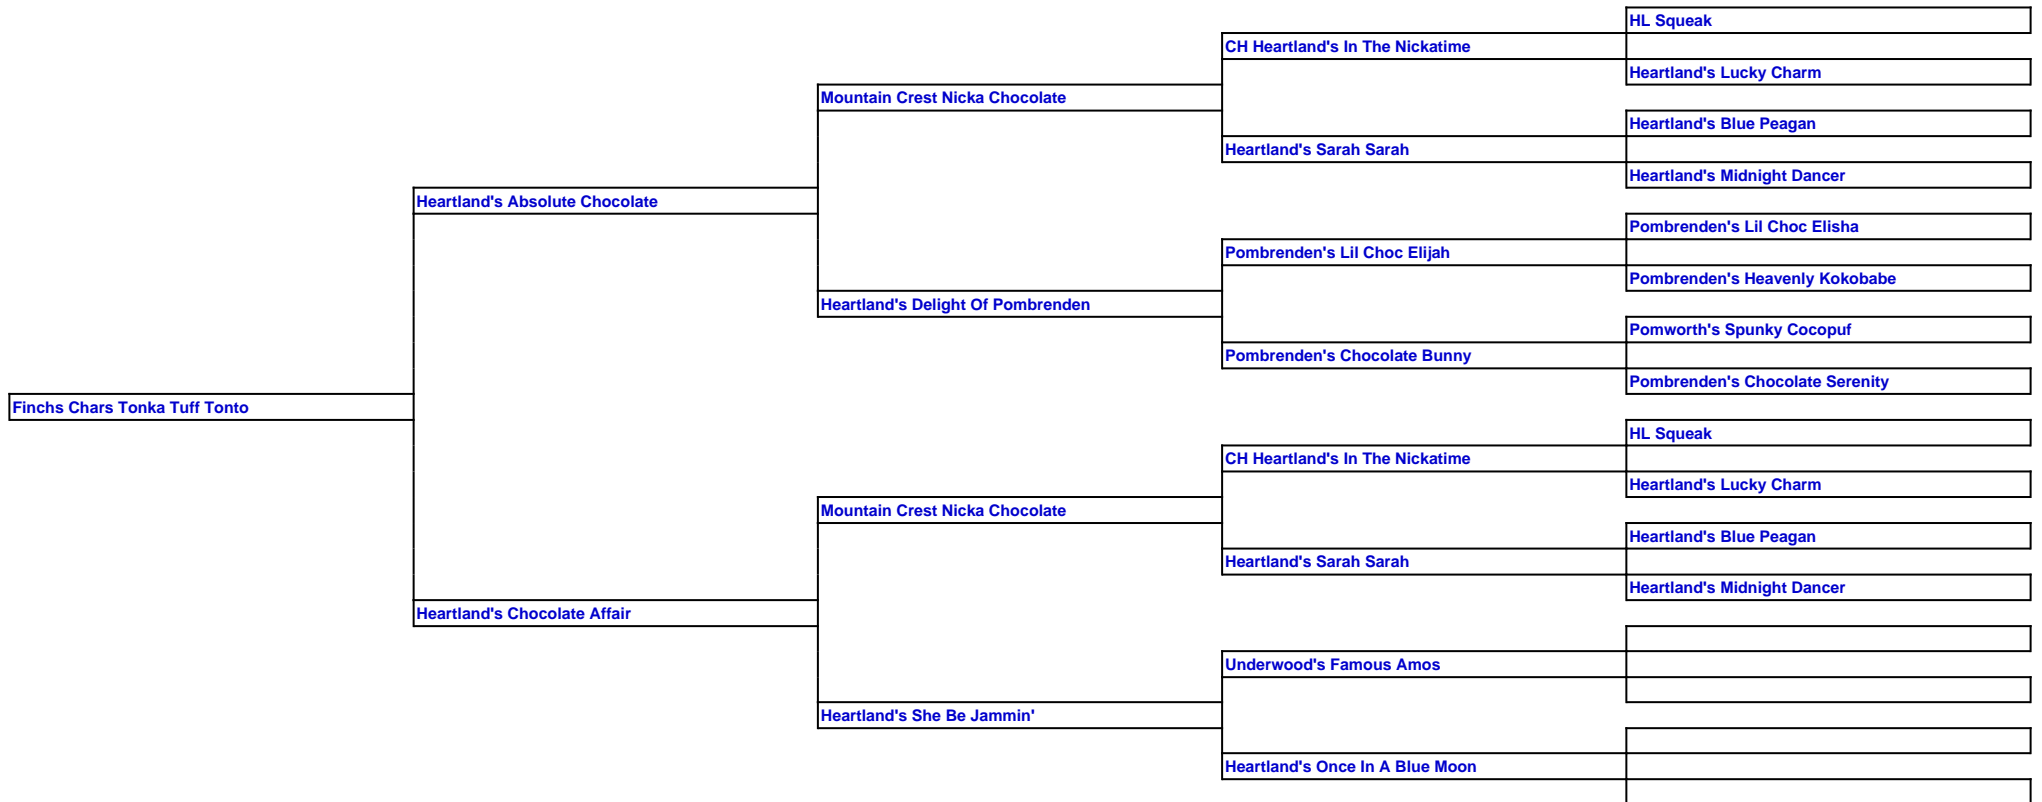 HL Squeak
CH Heartland's In The Nickatime
Heartland's Lucky Charm
Mountain Crest Nicka Chocolate
Heartland's Blue Peagan
Heartland's Sarah Sarah
Heartland's Midnight Dancer
Heartland's Absolute Chocolate
Pombrenden's Lil Choc Elisha
Pombrenden's Lil Choc Elijah
Pombrenden's Heavenly Kokobabe
Heartland's Delight Of Pombrenden
Pomworth's Spunky Cocopuf
Pombrenden's Chocolate Bunny
Pombrenden's Chocolate Serenity
Finchs Chars Tonka Tuff Tonto
HL Squeak
CH Heartland's In The Nickatime
Heartland's Lucky Charm
Mountain Crest Nicka Chocolate
Heartland's Blue Peagan
Heartland's Sarah Sarah
Heartland's Midnight Dancer
Heartland's Chocolate Affair
Underwood's Famous Amos
Heartland's She Be Jammin'
Heartland's Once In A Blue Moon